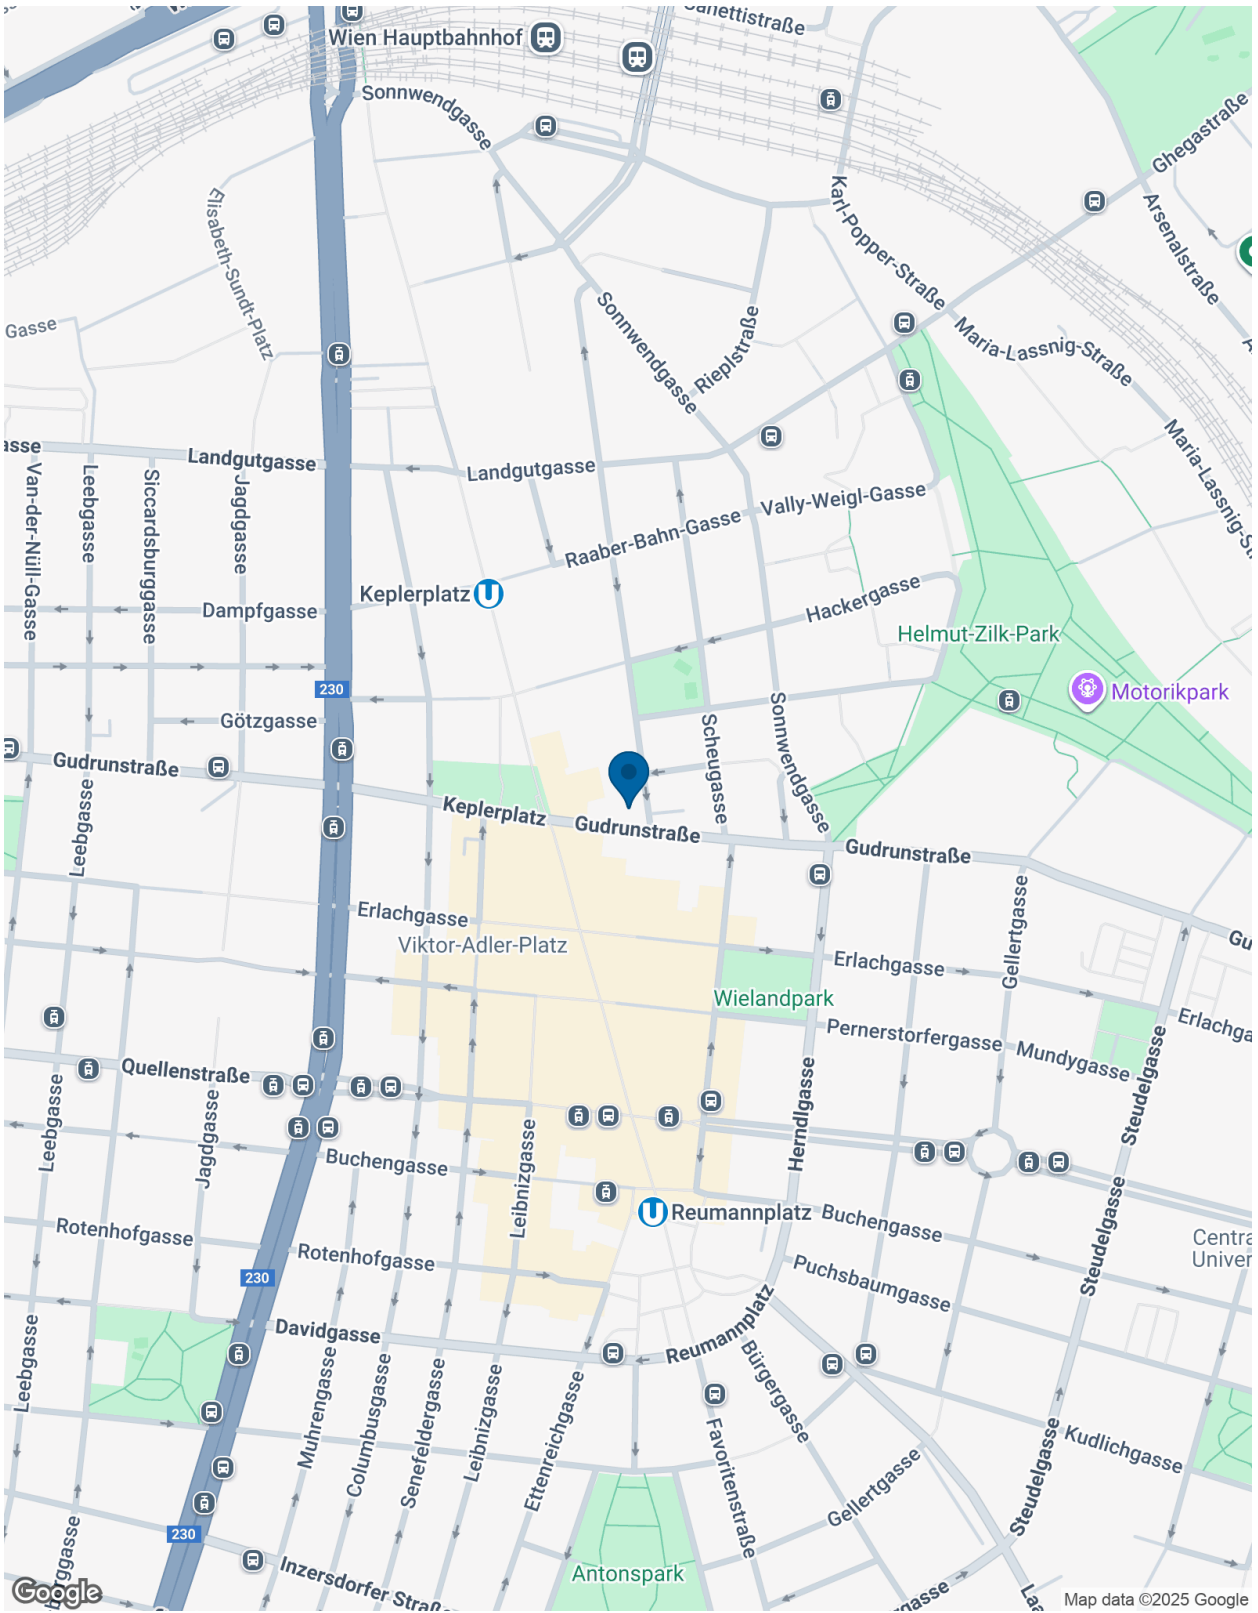 Canettistraße
Wien Hauptbahnhof
Sonnwendgasse
Ghegastraße
Karl-Popper-Straße
Arsenalstraße
Elisabeth-Sundt-Platz
Gasse
Sonnwendgasse
Rieplstraße
Maria-Lassnig-Straße
Maria-Lassnig-St
asse
Landgutgasse
Landgutgasse
Van-der-Nüll-Gasse
Leebgasse
Siccardsburggasse
Jagdgasse
Vally-Weigl-Gasse
Raaber-Bahn-Gasse
Keplerplatz
Dampfgasse
Hackergasse
Helmut-Zilk-Park
230
Motorikpark
Götzgasse
Scheugasse
Sonnwendgasse
Gudrunstraße
Keplerplatz
Gudrunstraße
Gudrunstraße
Leebgasse
Gellertgasse
Erlachgasse
Viktor-Adler-Platz
Erlachgasse
Gu
Wielandpark
Pernerstorfergasse
Mundygasse
Erlachga
Quellenstraße
Leebgasse
Jagdgasse
Herndlgasse
Steudelgasse
Buchengasse
Leibnizgasse
Reumannplatz
Buchengasse
Rotenhofgasse
Rotenhofgasse
Steudelgasse
Centra
Univer
Puchsbaumgasse
230
Davidgasse
Reumannplatz
Leebgasse
Muhrengasse
Columbusgasse
Senefeldergasse
Leibnizgasse
Ettenreichgasse
Bürgergasse
Favoritenstraße
Kudlichgasse
Gellertgasse
Steudelgasse
230
Inzersdorfer Straße
Antonspark
Google
Map data ©2025 Google